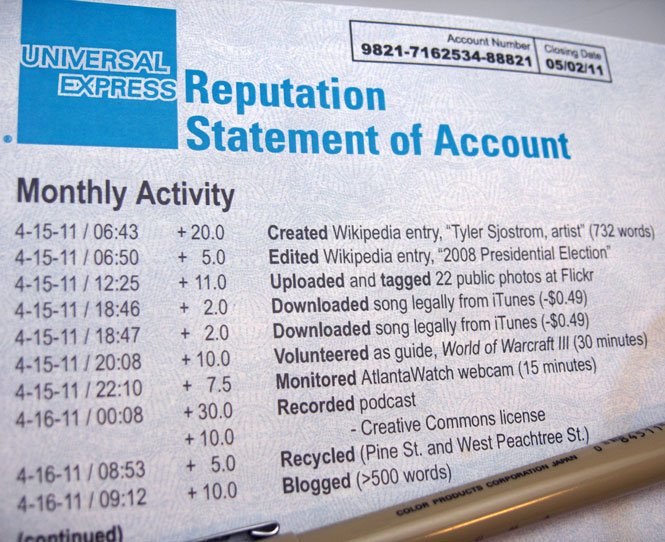 UNIVERSAL
EXPRESS
Account Number
9821-7162534-88821
Closing Date
05/02/11
Reputation
Statement of Account
Monthly Activity
4-15-11 / 06:43 + 20.0 Created Wikipedia entry, “Tyler Sjostrom, artist” (732 words)
4-15-11 / 06:50 + 5.0 Edited Wikipedia entry, “2008 Presidential Election”
4-15-11 / 12:25 + 11.0 Uploaded and tagged 22 public photos at Flickr
4-15-11 / 18:46 + 2.0 Downloaded song legally from iTunes (-$0.49)
4-15-11 / 18:47 + 2.0 Downloaded song legally from iTunes (-$0.49)
4-15-11 / 20:08 + 10.0 Volunteered as guide, World of Warcraft III (30 minutes)
4-15-11 / 22:10 + 7.5 Monitored AtlantaWatch webcam (15 minutes)
4-16-11 / 00:08 + 30.0 Recorded podcast
+ 10.0 - Creative Commons license
4-16-11 / 08:53 + 5.0 Recycled (Pine St. and West Peachtree St.)
4-16-11 / 09:12 + 10.0 Blogged (>500 words)
(continued)
COLOR PRODUCTS CORPORATION JAPAN